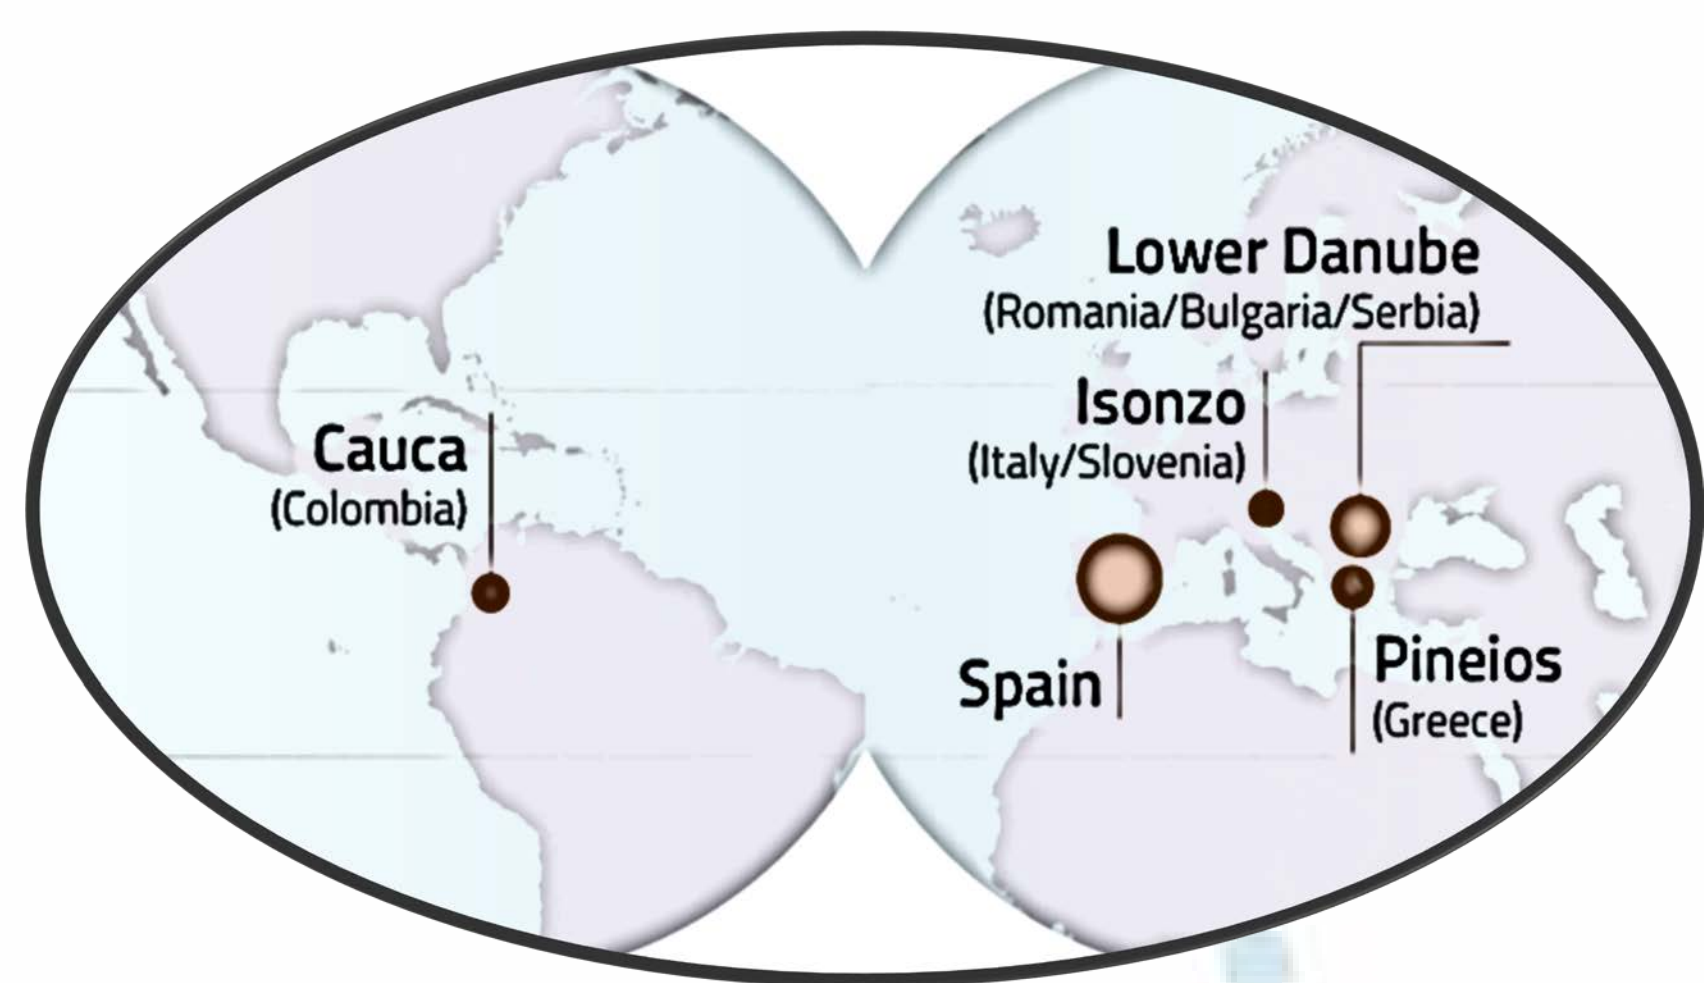 Lower Danube
(Romania/Bulgaria/Serbia)
Isonzo
(Italy/Slovenia)
Cauca
(Colombia)
Spain
Pineios
(Greece)